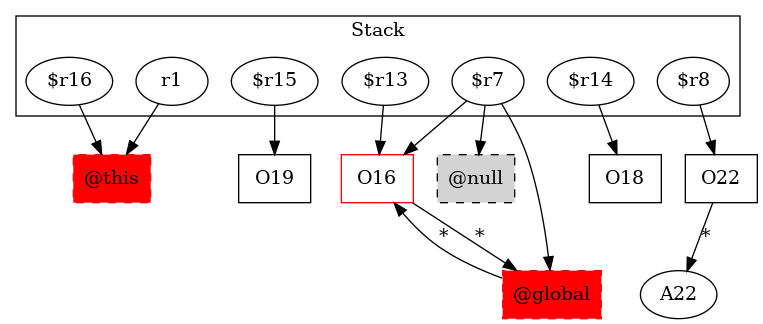 Stack
$r16 r1 $r15 $r13 $r7 $r14 $r8
@this O19 O16 @null O18 O22
* * *
@global A22